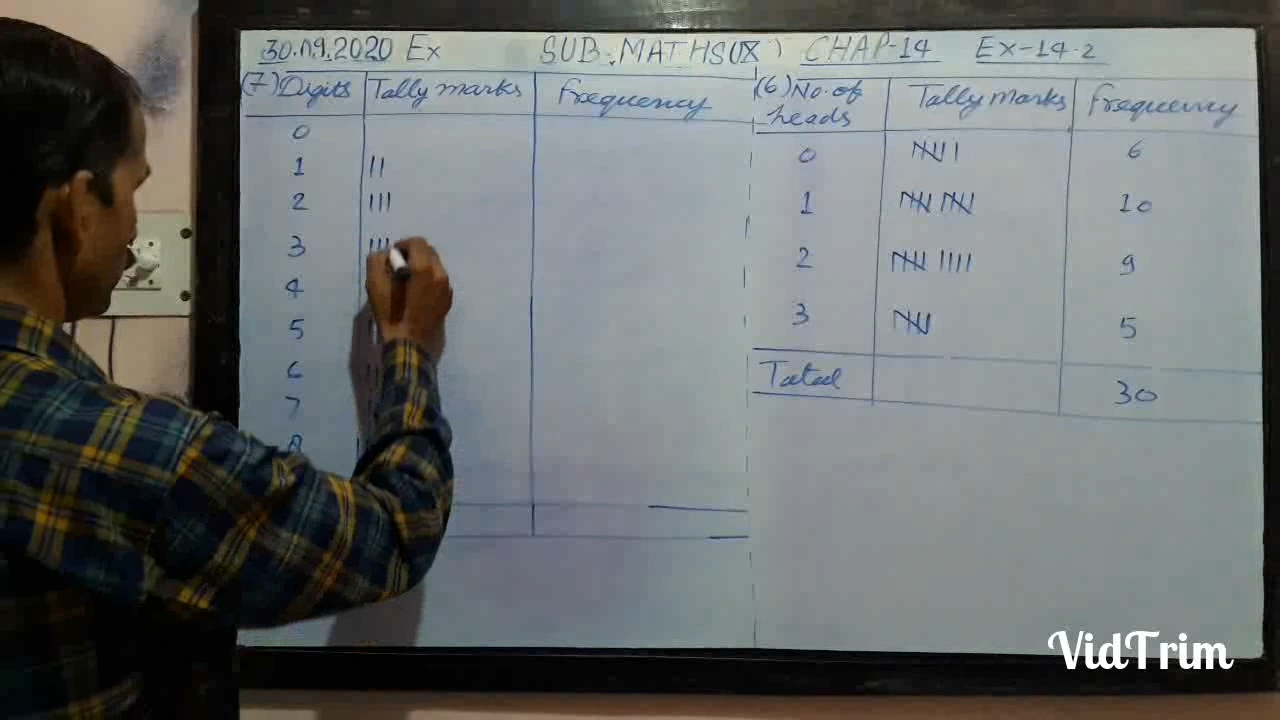 30.09.2020 Ex SUB:MATHS(IX) CHAP-14 EX-14.2
(7) Digits Tally marks Frequency
0
1 ||
2 |||
3 |||
4
5
6
7
8
(6) No. of heads Tally Marks Frequency
0 𝍸 | 6
1 𝍸 𝍸 10
2 𝍸 |||| 9
3 𝍸 5
Total 30
VidTrim